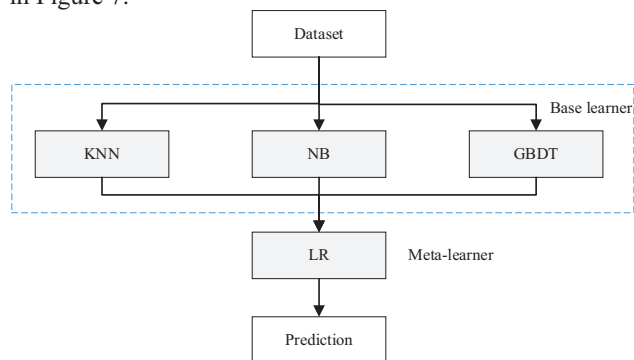 in Figure 7.
Dataset
Base learner
KNN
NB
GBDT
LR
Meta-learner
Prediction